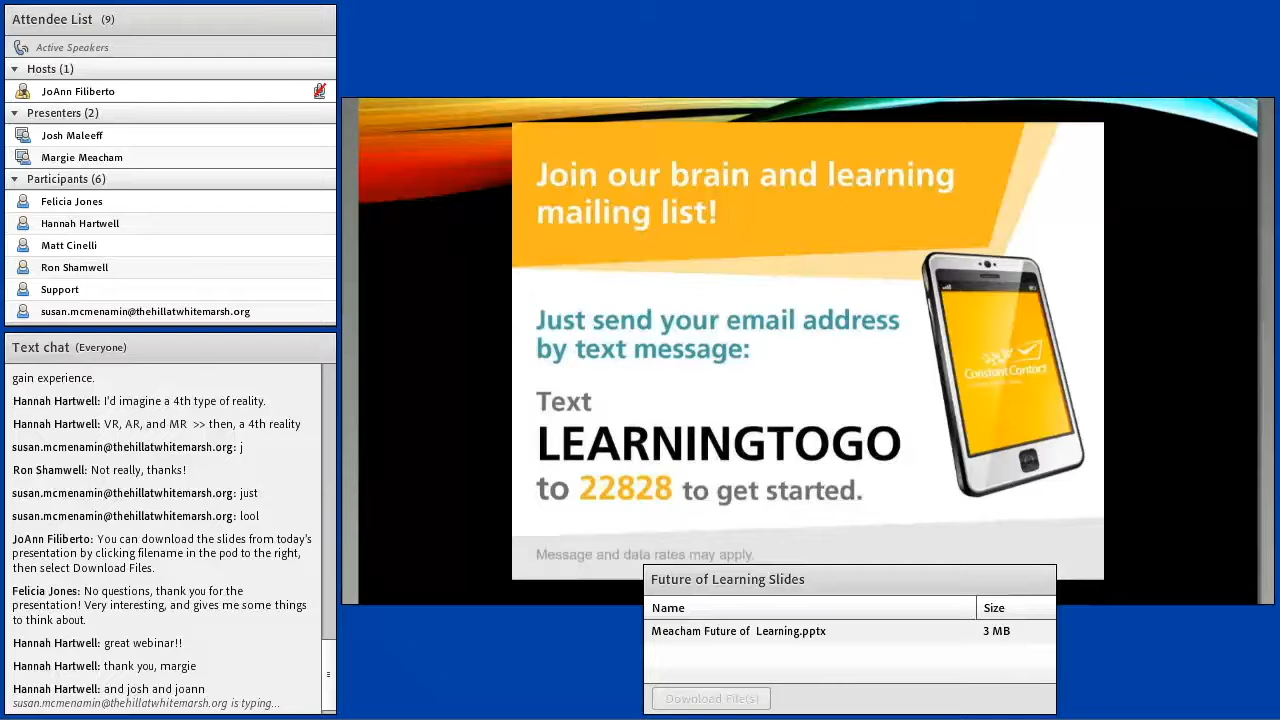 Attendee List (9)
Active Speakers
Hosts (1)
JoAnn Filiberto
Presenters (2)
Josh Maleeff
Margie Meacham
Participants (6)
Felicia Jones
Hannah Hartwell
Matt Cinelli
Ron Shamwell
Support
susan.mcmenamin@thehillatwhitemarsh.org
Text chat (Everyone)
gain experience.
Hannah Hartwell: I'd imagine a 4th type of reality.
Hannah Hartwell: VR, AR, and MR >> then, a 4th reality
susan.mcmenamin@thehillatwhitemarsh.org: j
Ron Shamwell: Not really, thanks!
susan.mcmenamin@thehillatwhitemarsh.org: just
susan.mcmenamin@thehillatwhitemarsh.org: lool
JoAnn Filiberto: You can download the slides from today's
presentation by clicking filename in the pod to the right,
then select Download Files.
Felicia Jones: No questions, thank you for the
presentation! Very interesting, and gives me some things
to think about.
Hannah Hartwell: great webinar!!
Hannah Hartwell: thank you, margie
Hannah Hartwell: and josh and joann
susan.mcmenamin@thehillatwhitemarsh.org is typing...
Join our brain and learning
mailing list!
Just send your email address
by text message:
Text
LEARNINGTOGO
to 22828 to get started.
Message and data rates may apply.
Constant Contact
Future of Learning Slides
Name Size
Meacham Future of  Learning.pptx 3 MB
Download File(s)